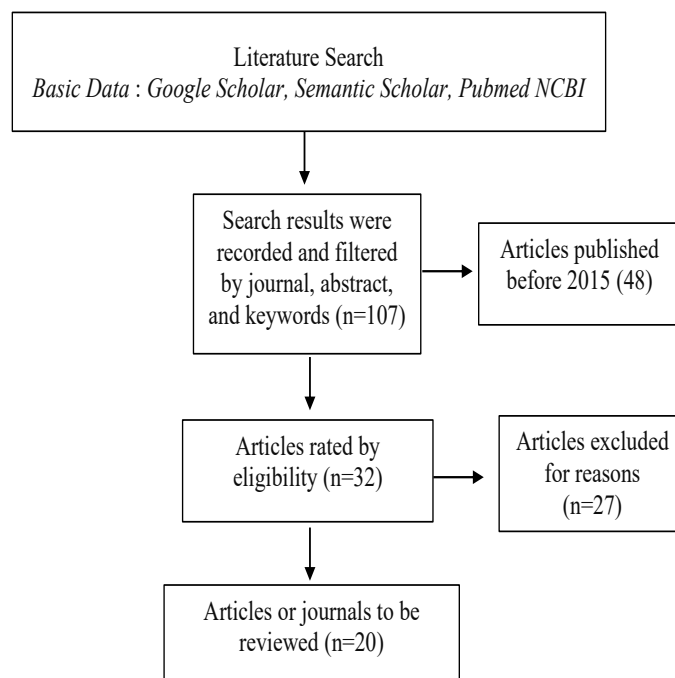 Literature Search
Basic Data : Google Scholar, Semantic Scholar, Pubmed NCBI
Search results were
recorded and filtered
by journal, abstract,
and keywords (n=107)
Articles published
before 2015 (48)
Articles rated by
eligibility (n=32)
Articles excluded
for reasons
(n=27)
Articles or journals to be
reviewed (n=20)